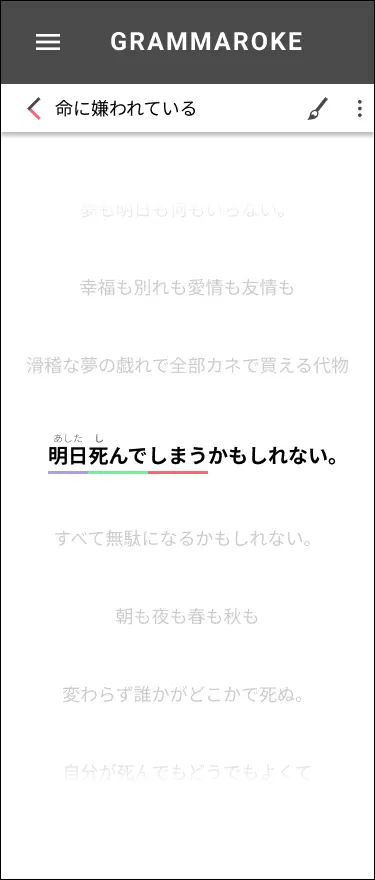 GRAMMAROKE
命に嫌われている
夢も明日も何もいらない。
幸福も別れも愛情も友情も
滑稽な夢の戯れで全部カネで買える代物
あした し
明日死んでしまうかもしれない。
すべて無駄になるかもしれない。
朝も夜も春も秋も
変わらず誰かがどこかで死ぬ。
自分が死んでもどうでもよくて